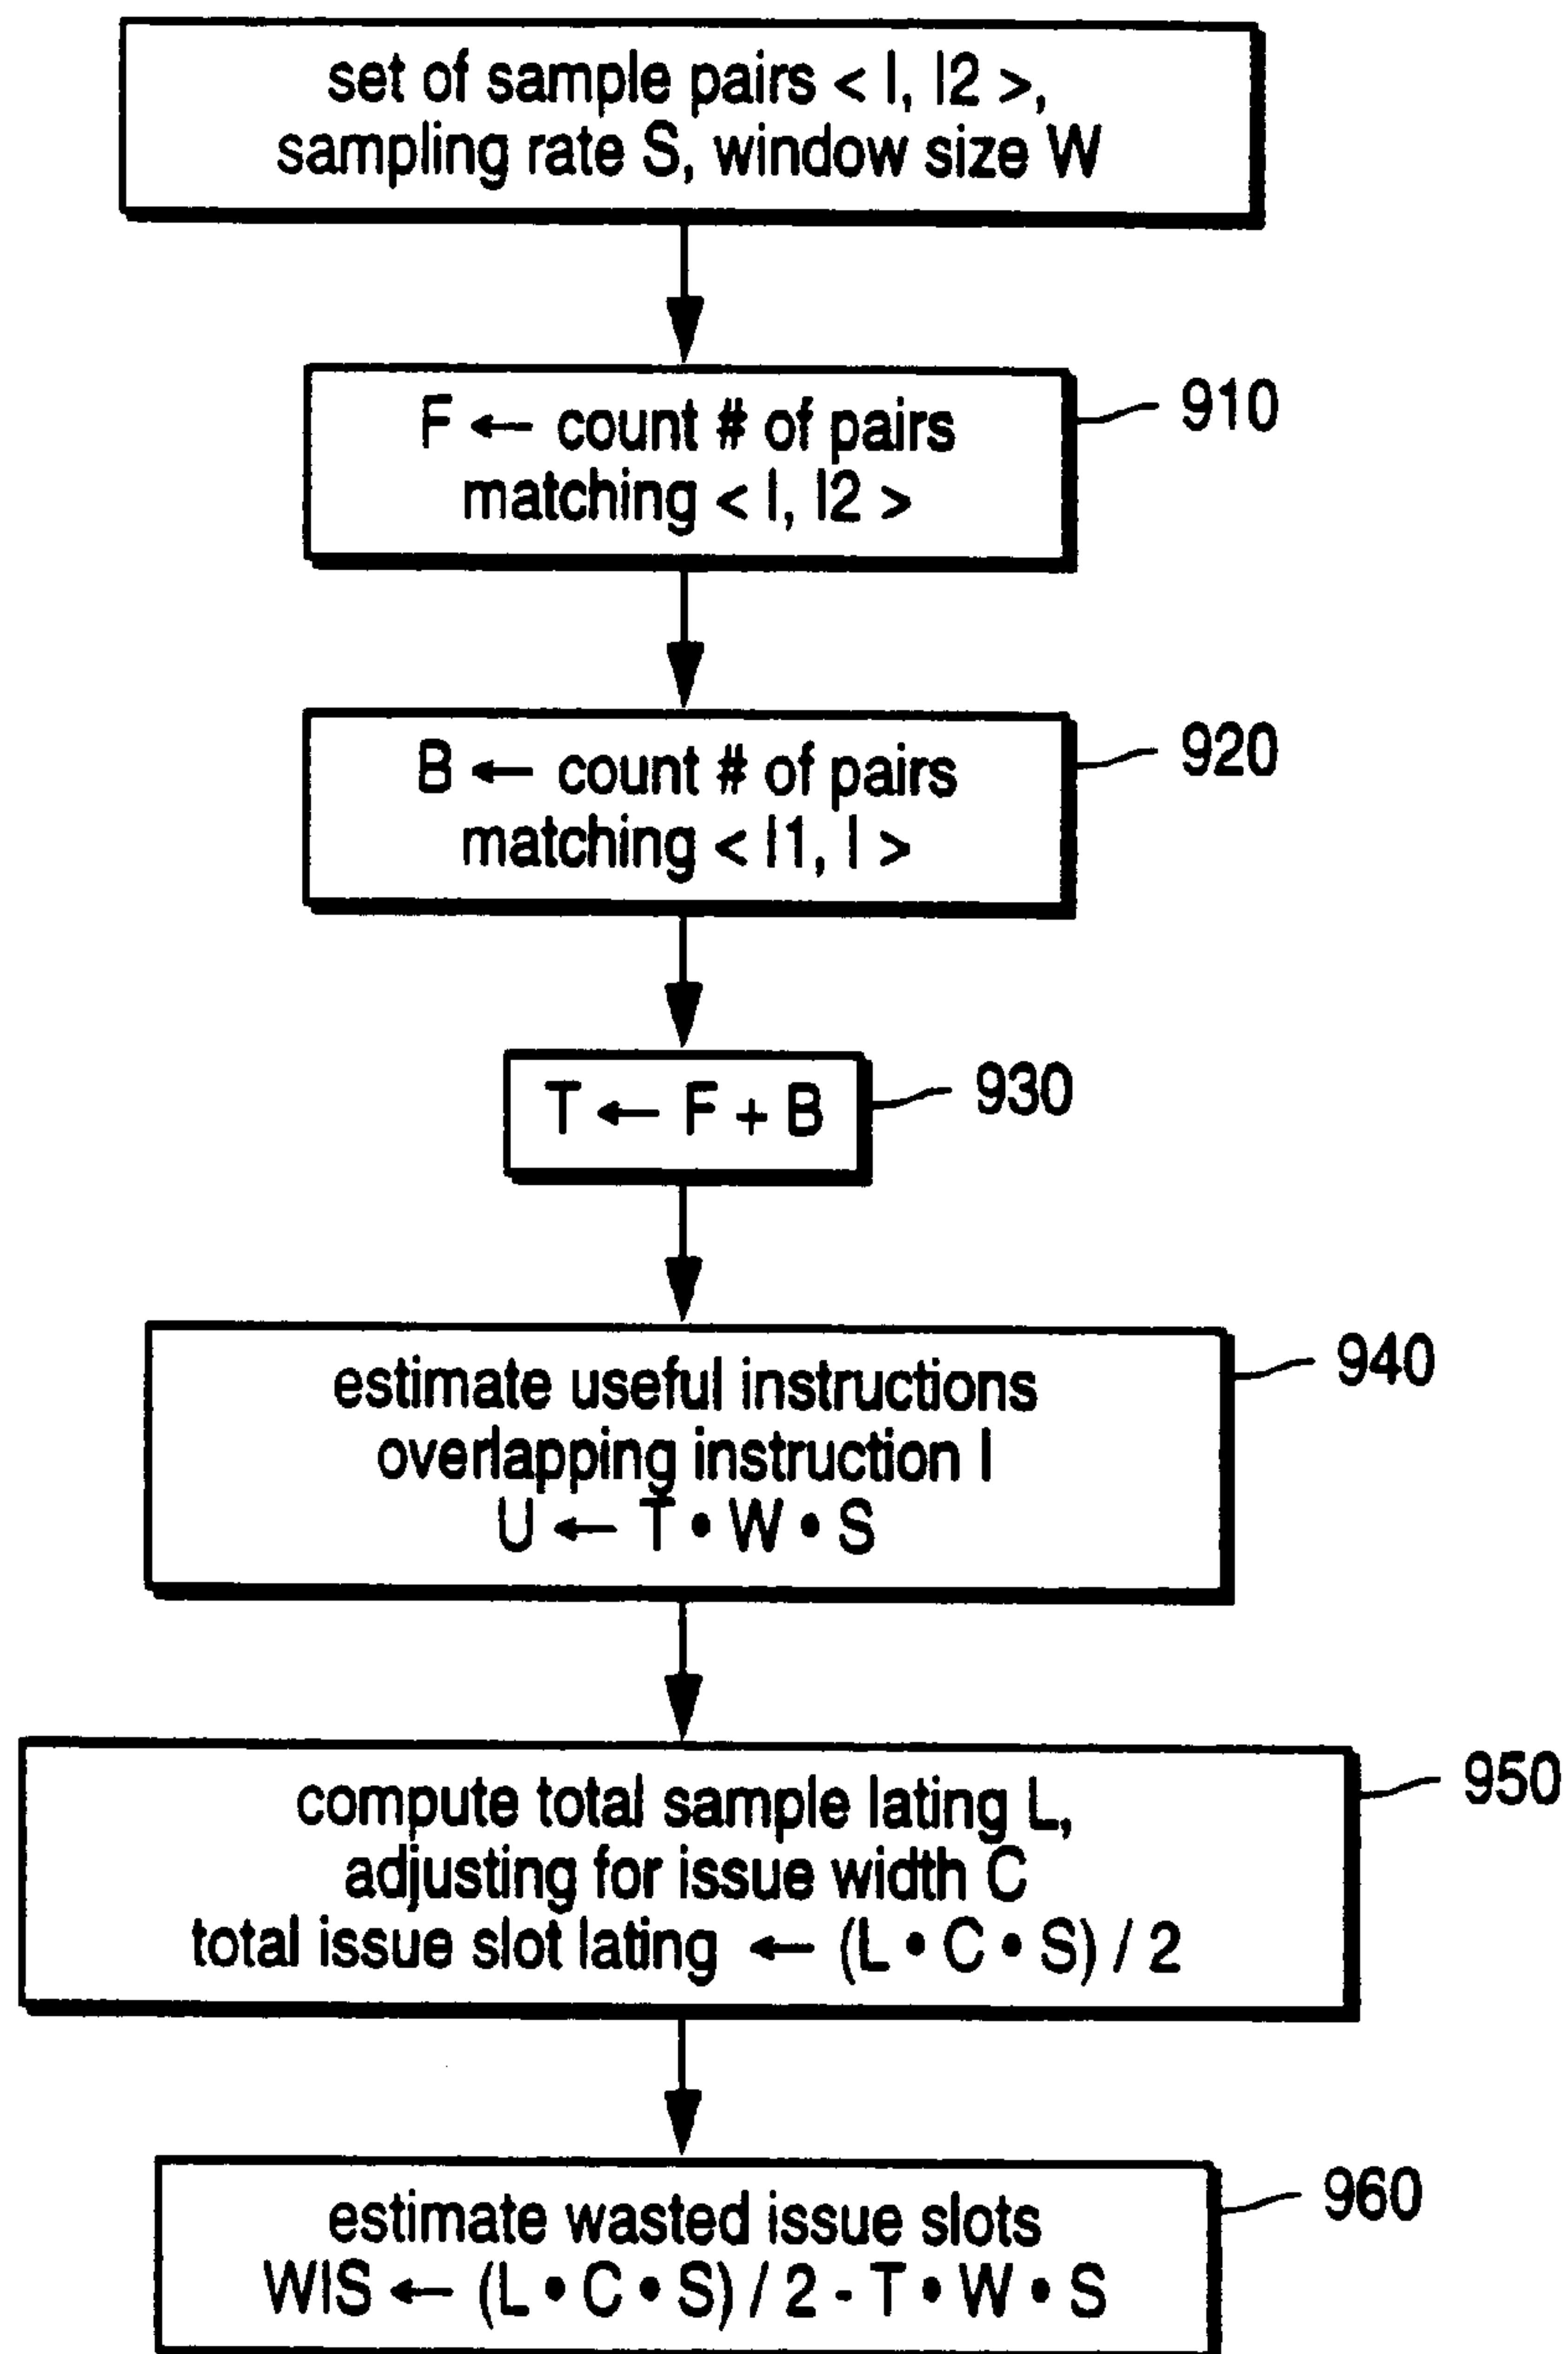 set of sample pairs < I, I2 >,
sampling rate S, window size W
F ← count # of pairs
matching < I, I2 >
910
B ← count # of pairs
matching < I1, I >
920
T ← F + B
930
estimate useful instructions
overlapping instruction I
U ← T • W • S
940
compute total sample lating L,
adjusting for issue width C
total issue slot lating ← (L • C • S) / 2
950
estimate wasted issue slots
WIS ← (L • C • S) / 2 - T • W • S
960